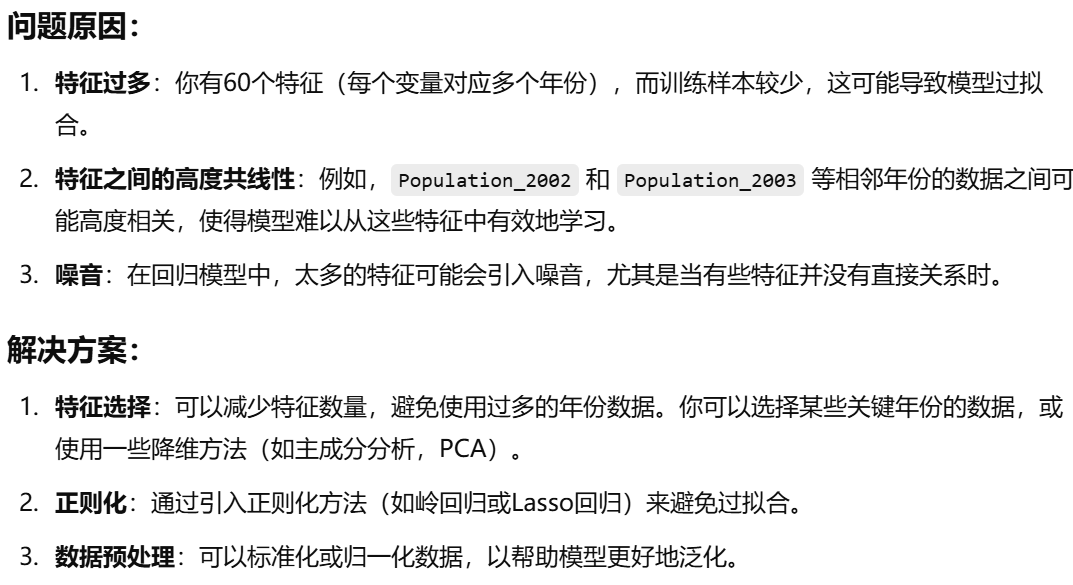 问题原因：
1. 特征过多：你有60个特征（每个变量对应多个年份），而训练样本较少，这可能导致模型过拟
合。
2. 特征之间的高度共线性：例如， Population_2002 和 Population_2003 等相邻年份的数据之间可
能高度相关，使得模型难以从这些特征中有效地学习。
3. 噪音：在回归模型中，太多的特征可能会引入噪音，尤其是当有些特征并没有直接关系时。
解决方案：
1. 特征选择：可以减少特征数量，避免使用过多的年份数据。你可以选择某些关键年份的数据，或
使用一些降维方法（如主成分分析，PCA）。
2. 正则化：通过引入正则化方法（如岭回归或Lasso回归）来避免过拟合。
3. 数据预处理：可以标准化或归一化数据，以帮助模型更好地泛化。